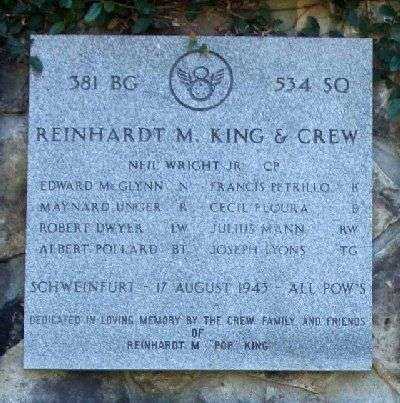 381 BG 534 SQ
8
REINHARDT M. KING & CREW
NEIL WRIGHT JR CP
EDWARD McGLYNN N FRANCIS PETRILLO
MAYNARD UNGER R CECIL B
ROBERT DWYER LW JULIUS MANN RW
ALBERT POLLARD BT JOSEPH LYONS TG
SCHWEINFURT - 17 AUGUST 1943 - ALL POW'S
DEDICATED IN LOVING MEMORY BY THE CREW, FAMILY AND FRIENDS
OF
REINHARDT M "POP" KING